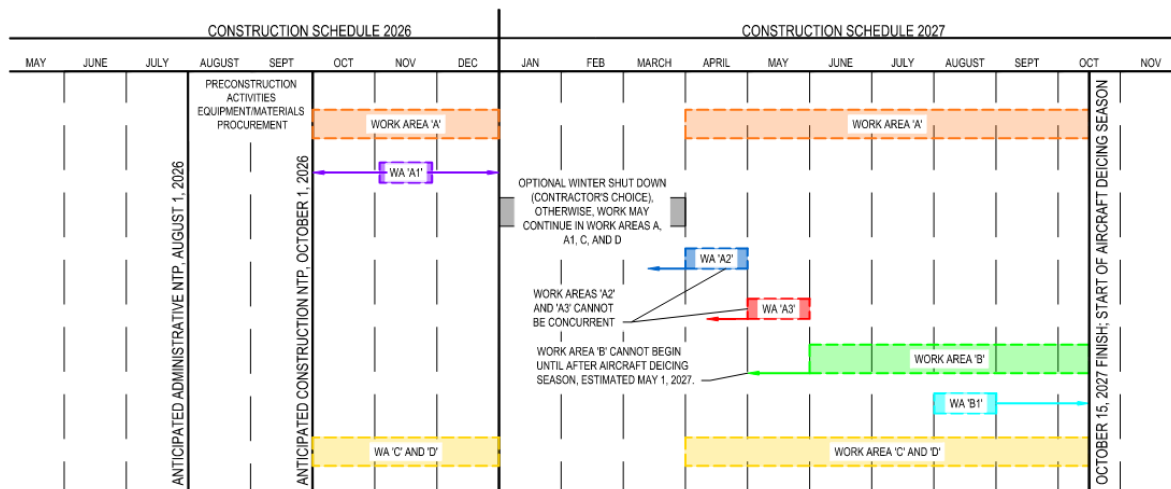 CONSTRUCTION SCHEDULE 2026
CONSTRUCTION SCHEDULE 2027
MAY
JUNE
JULY
AUGUST
SEPT
OCT
NOV
DEC
JAN
FEB
MARCH
APRIL
MAY
JUNE
JULY
AUGUST
SEPT
OCT
NOV
PRECONSTRUCTION
ACTIVITIES
EQUIPMENT/MATERIALS
PROCUREMENT
WORK AREA 'A'
WORK AREA 'A'
WA 'A1'
OPTIONAL WINTER SHUT DOWN
(CONTRACTOR'S CHOICE),
OTHERWISE, WORK MAY
CONTINUE IN WORK AREAS A,
A1, C, AND D
WA 'A2'
WORK AREAS 'A2'
AND 'A3' CANNOT
BE CONCURRENT
WA 'A3'
WORK AREA 'B' CANNOT BEGIN
UNTIL AFTER AIRCRAFT DEICING
SEASON, ESTIMATED MAY 1, 2027.
WORK AREA 'B'
WA 'B1'
WA 'C' AND 'D'
WORK AREA 'C' AND 'D'
ANTICIPATED ADMINISTRATIVE NTP, AUGUST 1, 2026
ANTICIPATED CONSTRUCTION NTP, OCTOBER 1, 2026
OCTOBER 15, 2027 FINISH; START OF AIRCRAFT DEICING SEASON